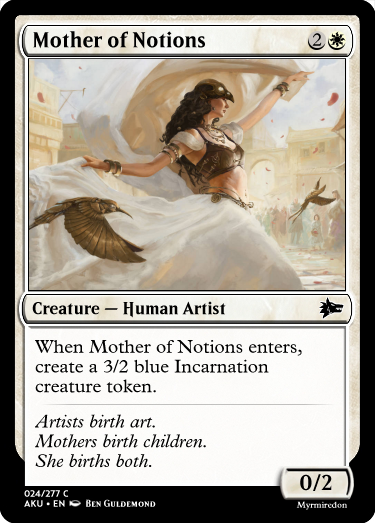 Mother of Notions 2
Creature — Human Artist
When Mother of Notions enters,
create a 3/2 blue Incarnation
creature token.
Artists birth art.
Mothers birth children.
She births both.
0/2
024/277 C
AKU • EN Ben Guldemond
Myrmiredon